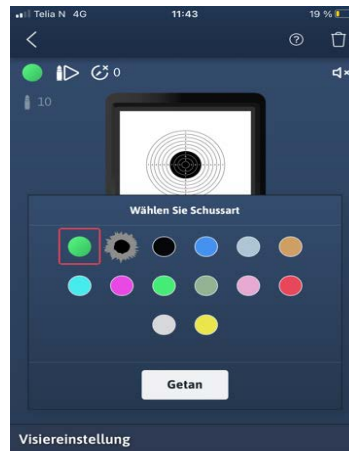 Telia N 4G 11:43 19 %
0
10
Wählen Sie Schussart
Getan
Visiereinstellung